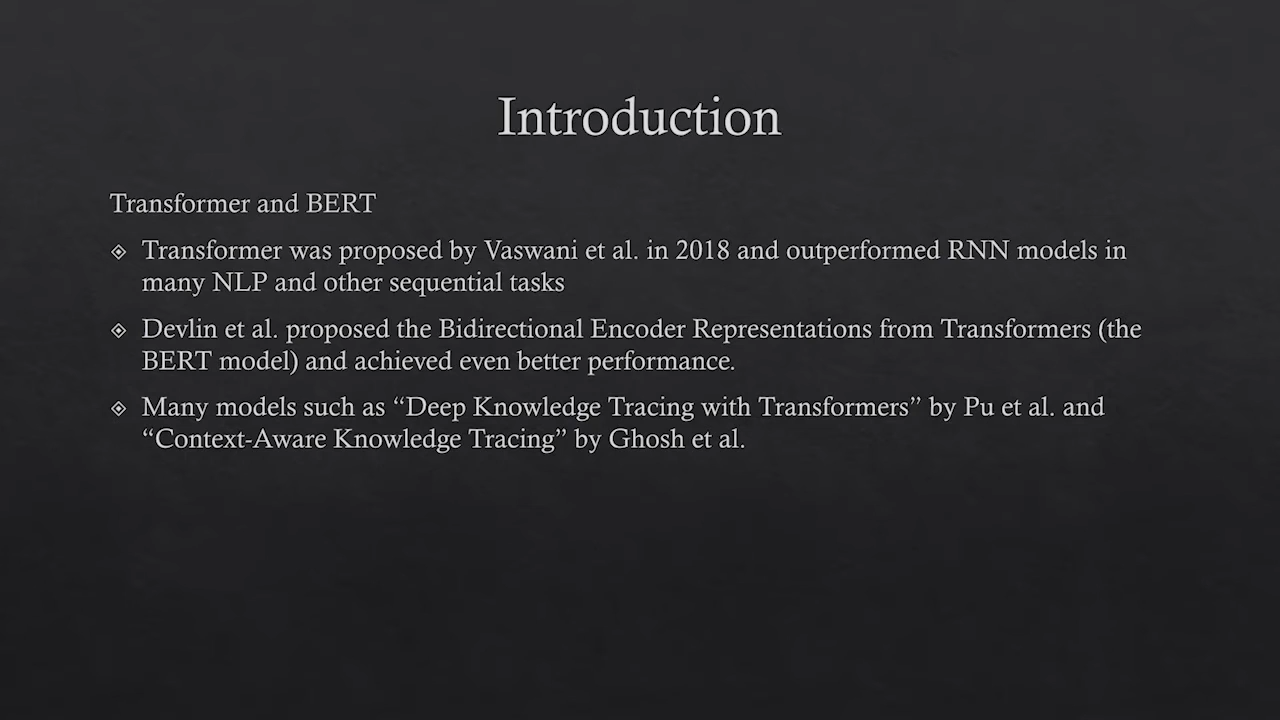 Introduction
Transformer and BERT
Transformer was proposed by Vaswani et al. in 2018 and outperformed RNN models in
many NLP and other sequential tasks
Devlin et al. proposed the Bidirectional Encoder Representations from Transformers (the
BERT model) and achieved even better performance.
Many models such as “Deep Knowledge Tracing with Transformers” by Pu et al. and
“Context-Aware Knowledge Tracing” by Ghosh et al.